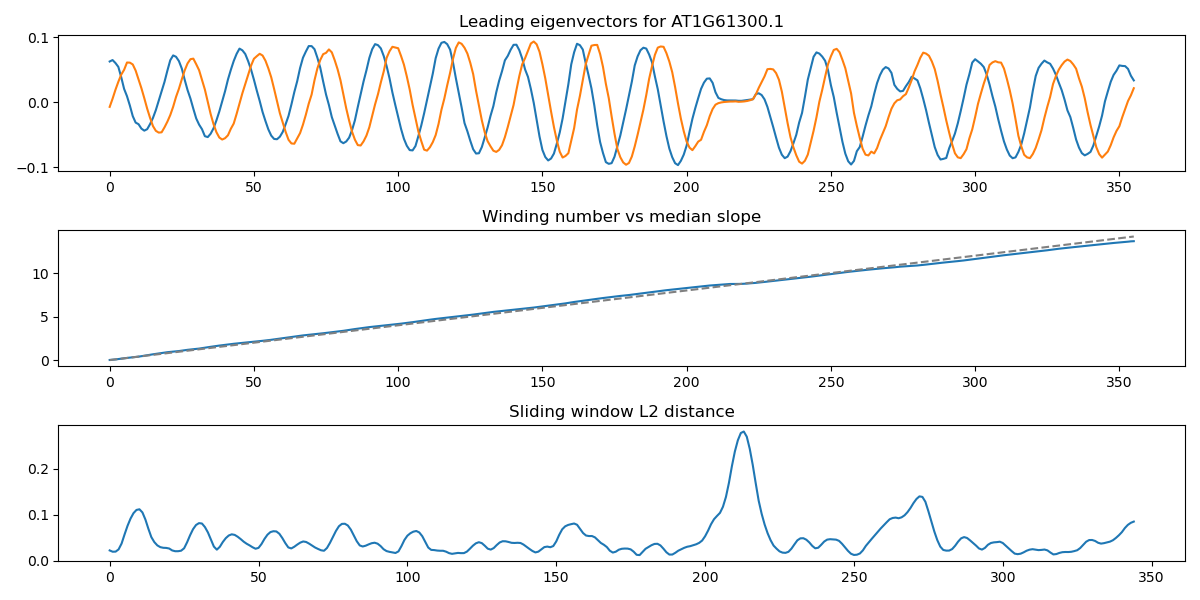 Leading eigenvectors for AT1G61300.1
0.1
0.0
−0.1
0 50 100 150 200 250 300 350
Winding number vs median slope
10
5
0
0 50 100 150 200 250 300 350
Sliding window L2 distance
0.2
0.1
0.0
0 50 100 150 200 250 300 350